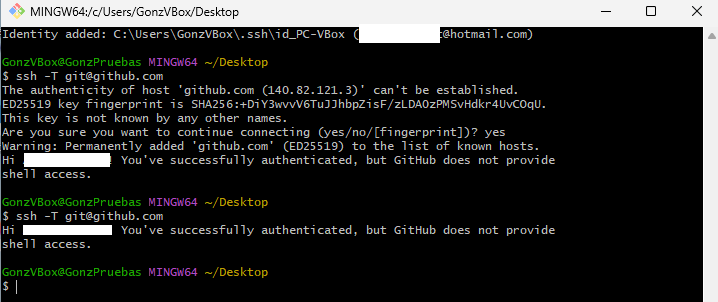 MINGW64:/c/Users/GonzVBox/Desktop
Identity added: C:\Users\GonzVBox\.ssh\id_PC-VBox ( @hotmail.com)
GonzVBox@GonzPruebas MINGW64 ~/Desktop
$ ssh -T git@github.com
The authenticity of host 'github.com (140.82.121.3)' can't be established.
ED25519 key fingerprint is SHA256:+DiY3wvvV6TuJJhbpZisF/zLDA0zPMSvHdkr4UvCOqU.
This key is not known by any other names.
Are you sure you want to continue connecting (yes/no/[fingerprint])? yes
Warning: Permanently added 'github.com' (ED25519) to the list of known hosts.
Hi ! You've successfully authenticated, but GitHub does not provide
shell access.
GonzVBox@GonzPruebas MINGW64 ~/Desktop
$ ssh -T git@github.com
Hi You've successfully authenticated, but GitHub does not provide
shell access.
GonzVBox@GonzPruebas MINGW64 ~/Desktop
$